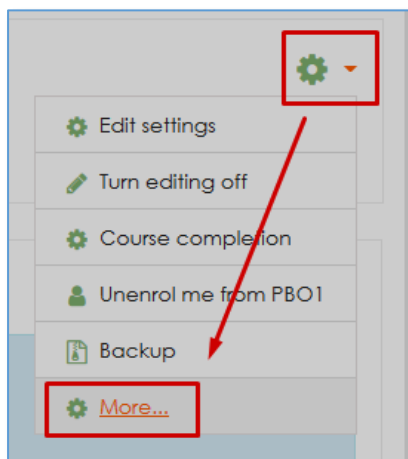 Edit settings
Turn editing off
Course completion
Unenrol me from PBO1
Backup
More...